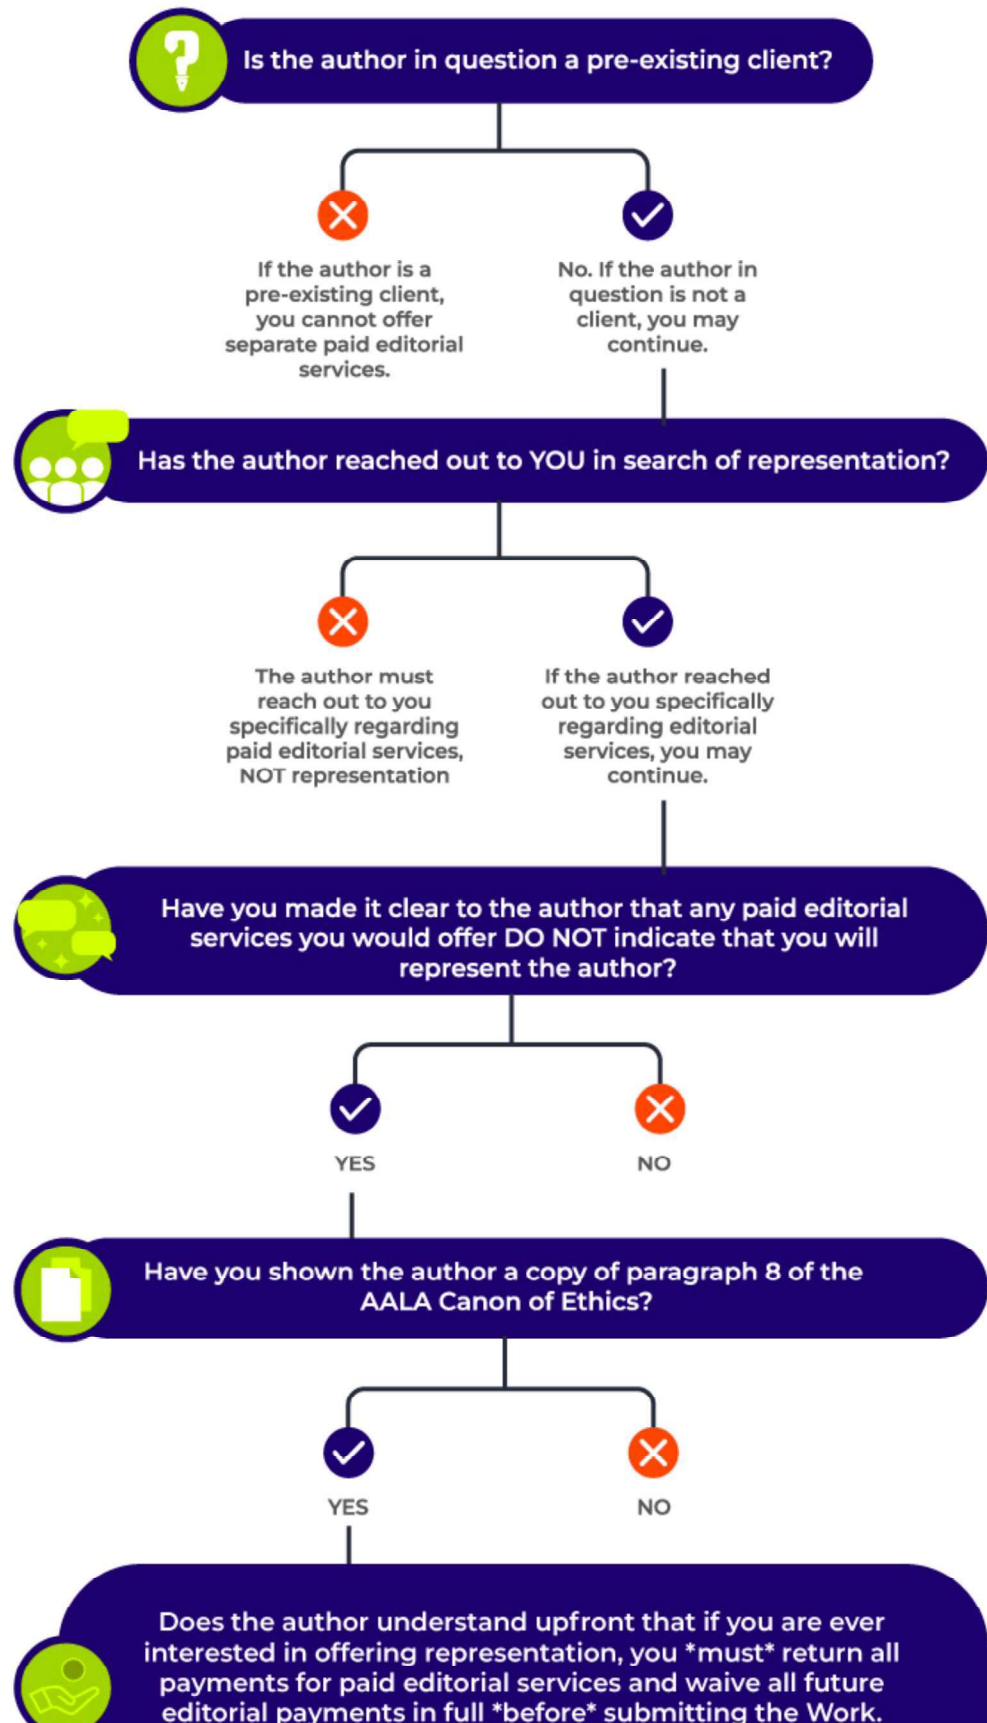 Is the author in question a pre-existing client?
If the author is a
pre-existing client,
you cannot offer
separate paid editorial
services.
No. If the author in
question is not a
client, you may
continue.
Has the author reached out to YOU in search of representation?
The author must
reach out to you
specifically regarding
paid editorial services,
NOT representation
If the author reached
out to you specifically
regarding editorial
services, you may
continue.
Have you made it clear to the author that any paid editorial
services you would offer DO NOT indicate that you will
represent the author?
YES
NO
Have you shown the author a copy of paragraph 8 of the
AALA Canon of Ethics?
YES
NO
Does the author understand upfront that if you are ever
interested in offering representation, you *must* return all
payments for paid editorial services and waive all future
editorial payments in full *before* submitting the Work.